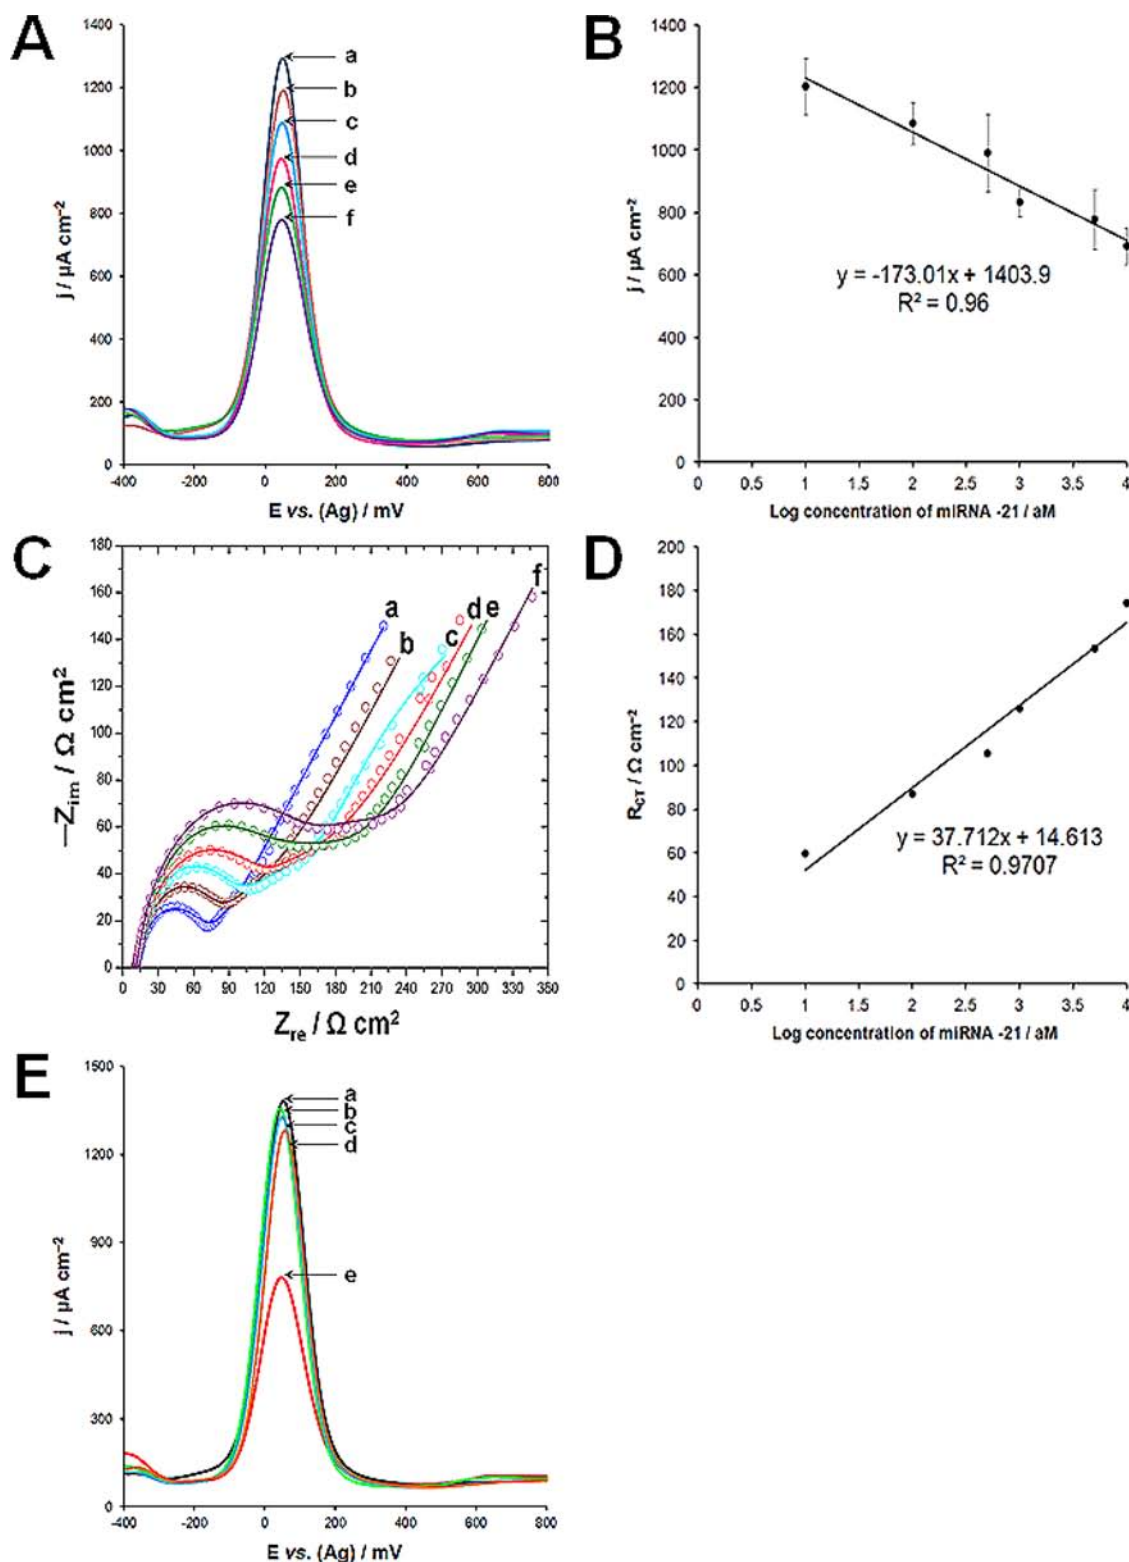 A
1400
1200
1000
800
600
400
200
0
j / µA cm⁻²
a
b
c
d
e
f
-400 -200 0 200 400 600 800
E vs. (Ag) / mV
B
1400
1200
1000
800
600
400
200
0
j / µA cm⁻²
y = -173.01x + 1403.9
R² = 0.96
0 0.5 1 1.5 2 2.5 3 3.5 4
Log concentration of miRNA -21 / aM
C
180
160
140
120
100
80
60
40
20
0
—Zim / Ω cm²
a
b
c
d
e
f
0 30 60 90 120 150 180 210 240 270 300 330 360
Zre / Ω cm²
D
200
180
160
140
120
100
80
60
40
20
0
RCT / Ω cm⁻²
y = 37.712x + 14.613
R² = 0.9707
0 0.5 1 1.5 2 2.5 3 3.5 4
Log concentration of miRNA -21 / aM
E
1500
1200
900
600
300
0
j / µA cm⁻²
a
b
c
d
e
-400 -200 0 200 400 600 800
E vs. (Ag) / mV